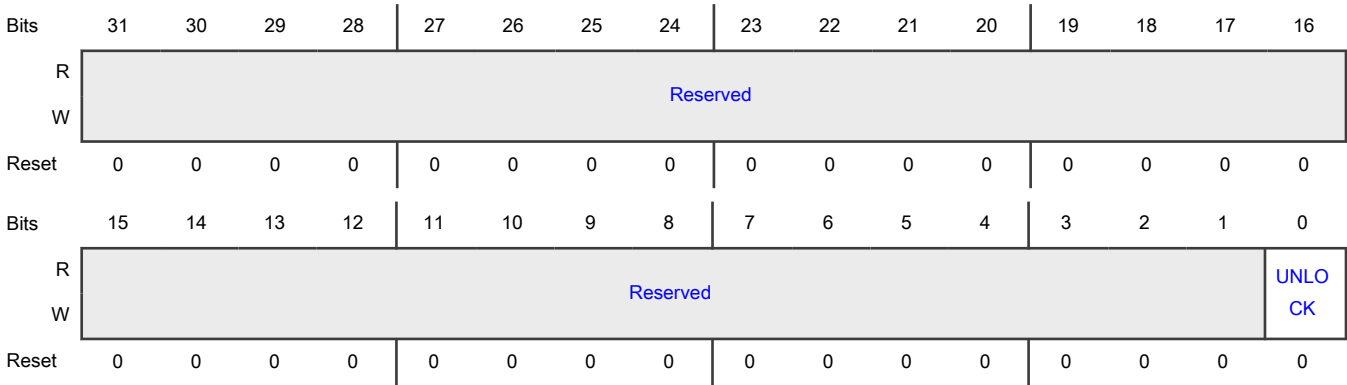 Bits 31 30 29 28 27 26 25 24 23 22 21 20 19 18 17 16
R
Reserved
W
Reset 0 0 0 0 0 0 0 0 0 0 0 0 0 0 0 0
Bits 15 14 13 12 11 10 9 8 7 6 5 4 3 2 1 0
R
Reserved
UNLO
CK
W
Reset 0 0 0 0 0 0 0 0 0 0 0 0 0 0 0 0